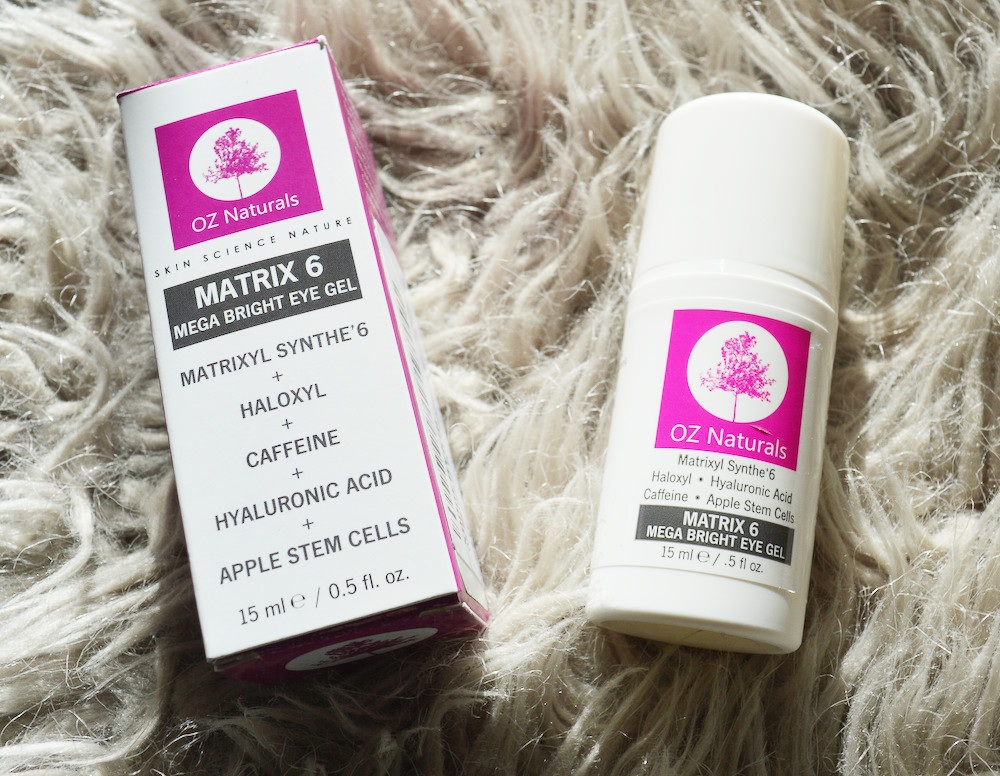 OZ Naturals
SKIN SCIENCE NATURE
MATRIX 6
MEGA BRIGHT EYE GEL
MATRIXYL SYNTHE'6
+
HALOXYL
+
CAFFEINE
+
HYALURONIC ACID
+
APPLE STEM CELLS
15 ml ℮ / 0.5 fl. oz.
OZ Naturals
Matrixyl Synthe'6
Haloxyl • Hyaluronic Acid
Caffeine • Apple Stem Cells
MATRIX 6
MEGA BRIGHT EYE GEL
15 ml ℮ / .5 fl. oz.